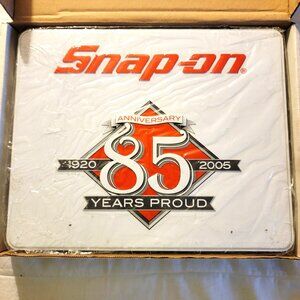 Snap-on®
ANNIVERSARY
85
1920 2005
YEARS PROUD